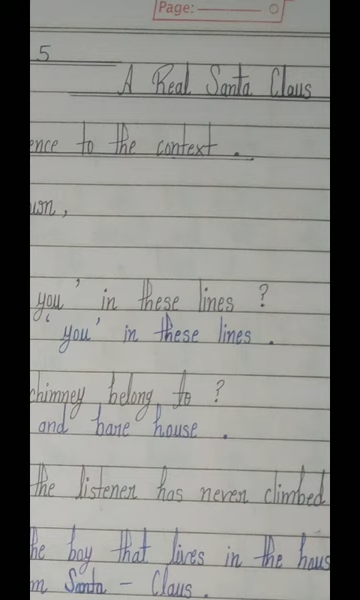 Page:
5
A Real Santa Claus
ence to the context .
wn,
you' in these lines ?
'you' in these lines .
chimney belong to ?
and bare house .
the listener has never climbed
he boy that lives in the hous
m Santa - Claus .